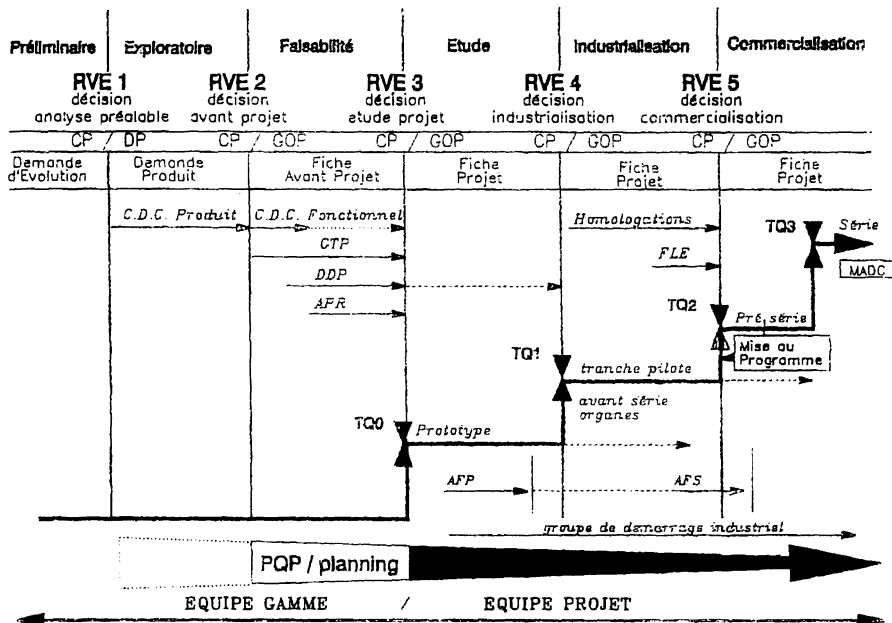 Préliminaire Exploratoire Faisabilité Etude Industrialisation Commercialisation
RVE 1 RVE 2 RVE 3 RVE 4 RVE 5
décision décision décision décision décision
analyse préalable avant projet etude projet industrialisation commercialisation
CP / DP CP / GOP CP / GOP CP / GOP CP / GOP
Demande Demande Fiche Fiche Fiche Fiche
d'Evolution Produit Avant Projet Projet Projet Projet
C.D.C. Produit C.D.C. Fonctionnel Homologations TQ3 Série
CTP FLE
MADC
DDP
APR TQ2 Pré série
TQ1 Mise au
Programme
tranche pilote
avant série
organes
TQ0 Prototype
AFP AFS
groupe de demarrage industriel
PQP / planning
EQUIPE GAMME / EQUIPE PROJET